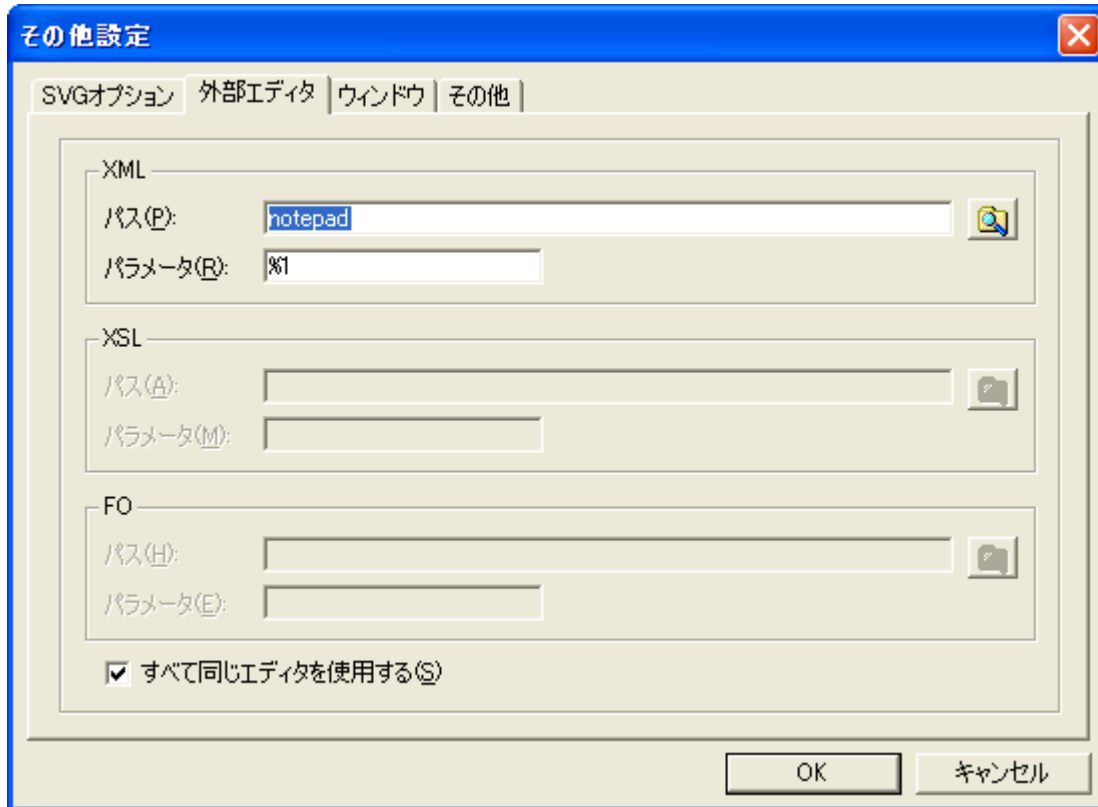 その他設定
SVGオプション 外部エディタ ウィンドウ その他
XML
パス(P): notepad
パラメータ(R): %1
XSL
パス(A):
パラメータ(M):
FO
パス(H):
パラメータ(E):
すべて同じエディタを使用する(S)
OK キャンセル